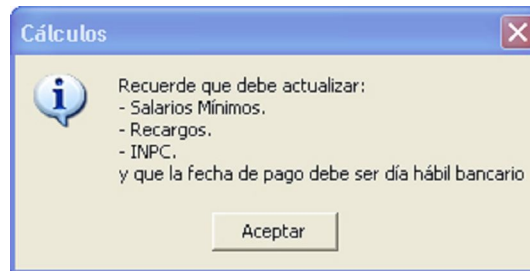 Cálculos
Recuerde que debe actualizar:
- Salarios Mínimos.
- Recargos.
- INPC.
y que la fecha de pago debe ser día hábil bancario
Aceptar